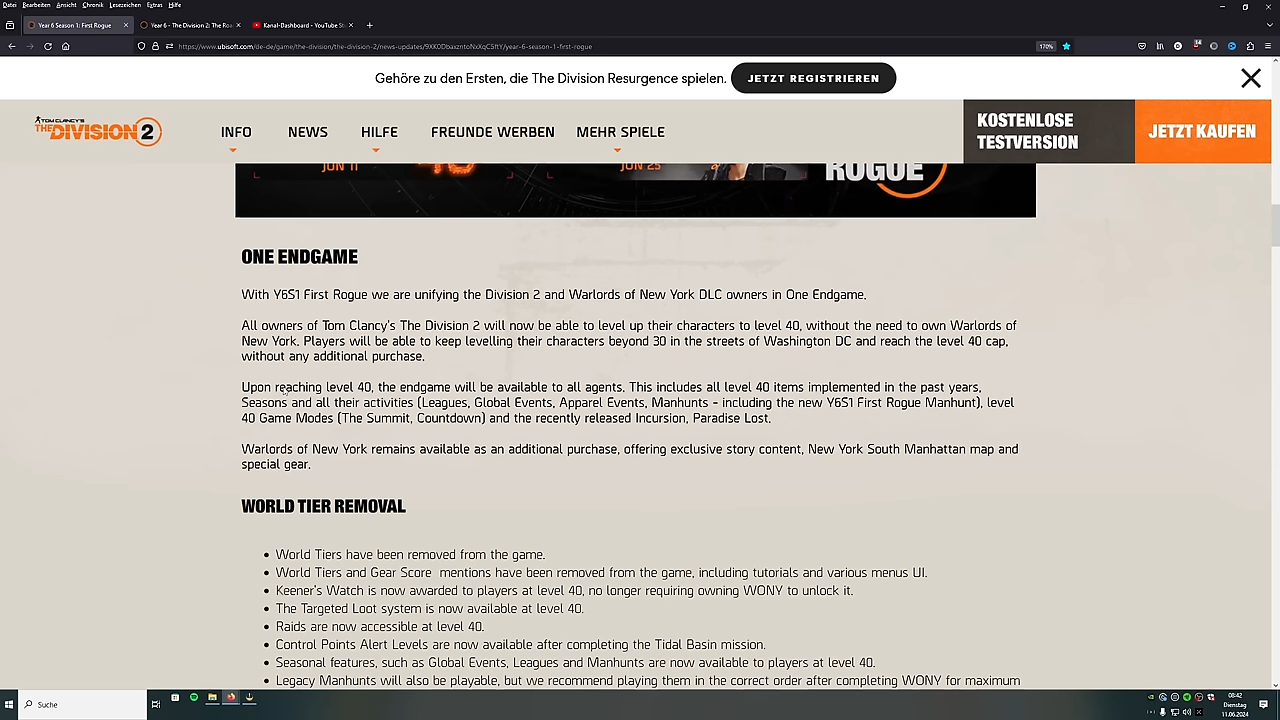 Datei Bearbeiten Ansicht Chronik Lesezeichen Extras Hilfe
Year 6 Season 1: First Rogue
Year 6 - The Division 2: The Roa
Kanal-Dashboard - YouTube St
https://www.ubisoft.com/de-de/game/the-division/the-division-2/news-updates/9XKODbaxzntoNxXqC5ftY/year-6-season-1-first-rogue
170%
Gehöre zu den Ersten, die The Division Resurgence spielen. JETZT REGISTRIEREN
TOM CLANCY'S
THE DIVISION 2
INFO NEWS HILFE FREUNDE WERBEN MEHR SPIELE
KOSTENLOSE
TESTVERSION
JETZT KAUFEN
JUN 11
40
JUN 25
ROGUE
ONE ENDGAME
With Y6S1 First Rogue we are unifying the Division 2 and Warlords of New York DLC owners in One Endgame.
All owners of Tom Clancy's The Division 2 will now be able to level up their characters to level 40, without the need to own Warlords of
New York. Players will be able to keep levelling their characters beyond 30 in the streets of Washington DC and reach the level 40 cap,
without any additional purchase.
Upon reaching level 40, the endgame will be available to all agents. This includes all level 40 items implemented in the past years,
Seasons and all their activities (Leagues, Global Events, Apparel Events, Manhunts - including the new Y6S1 First Rogue Manhunt), level
40 Game Modes (The Summit, Countdown) and the recently released Incursion, Paradise Lost.
Warlords of New York remains available as an additional purchase, offering exclusive story content, New York South Manhattan map and
special gear.
WORLD TIER REMOVAL
• World Tiers have been removed from the game.
• World Tiers and Gear Score mentions have been removed from the game, including tutorials and various menus UI.
• Keener's Watch is now awarded to players at level 40, no longer requiring owning WONY to unlock it.
• The Targeted Loot system is now available at level 40.
• Raids are now accessible at level 40.
• Control Points Alert Levels are now available after completing the Tidal Basin mission.
• Seasonal features, such as Global Events, Leagues and Manhunts are now available to players at level 40.
• Legacy Manhunts will also be playable, but we recommend playing them in the correct order after completing WONY for maximum
Suche
08:42
Dienstag
11.06.2024